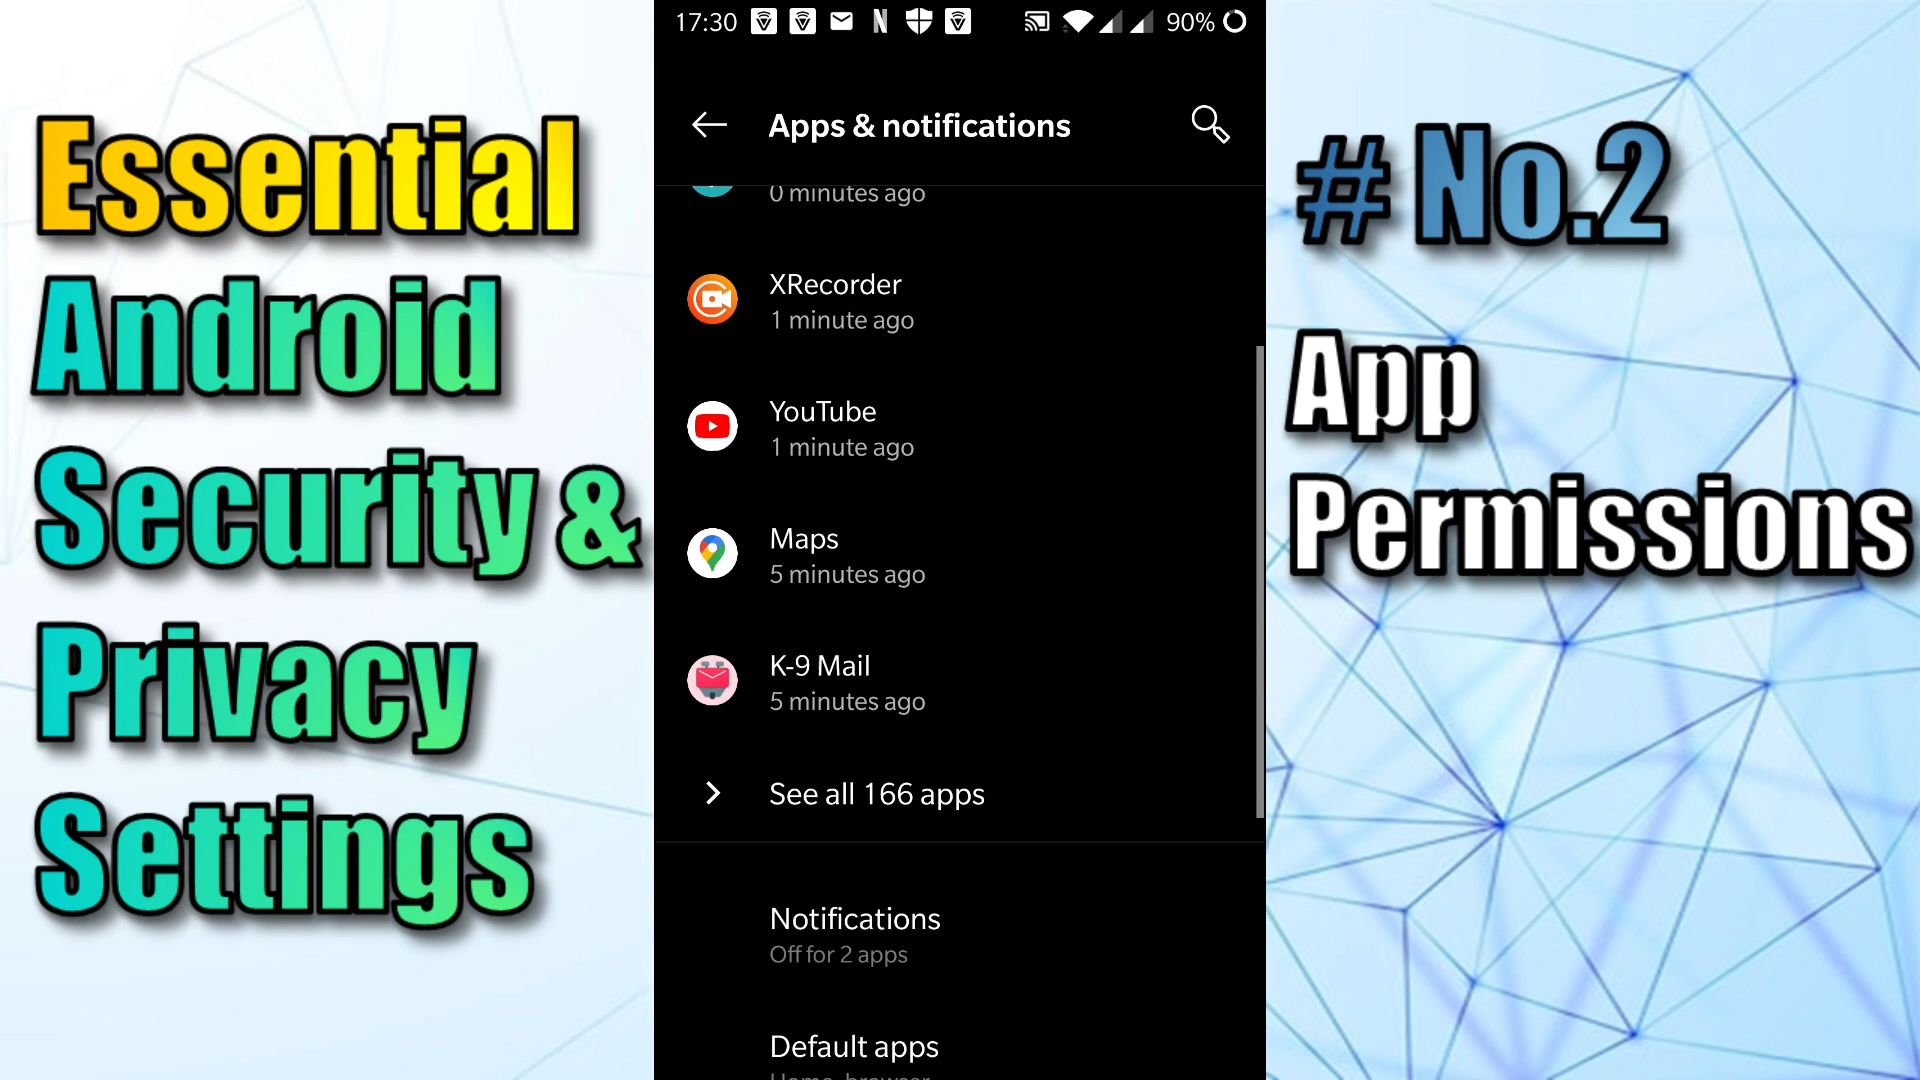 Essential
Android
Security &
Privacy
Settings
17:30
90%
Apps & notifications
0 minutes ago
XRecorder
1 minute ago
YouTube
1 minute ago
Maps
5 minutes ago
K-9 Mail
5 minutes ago
See all 166 apps
Notifications
Off for 2 apps
Default apps
Home, browser
# No.2
App
Permissions